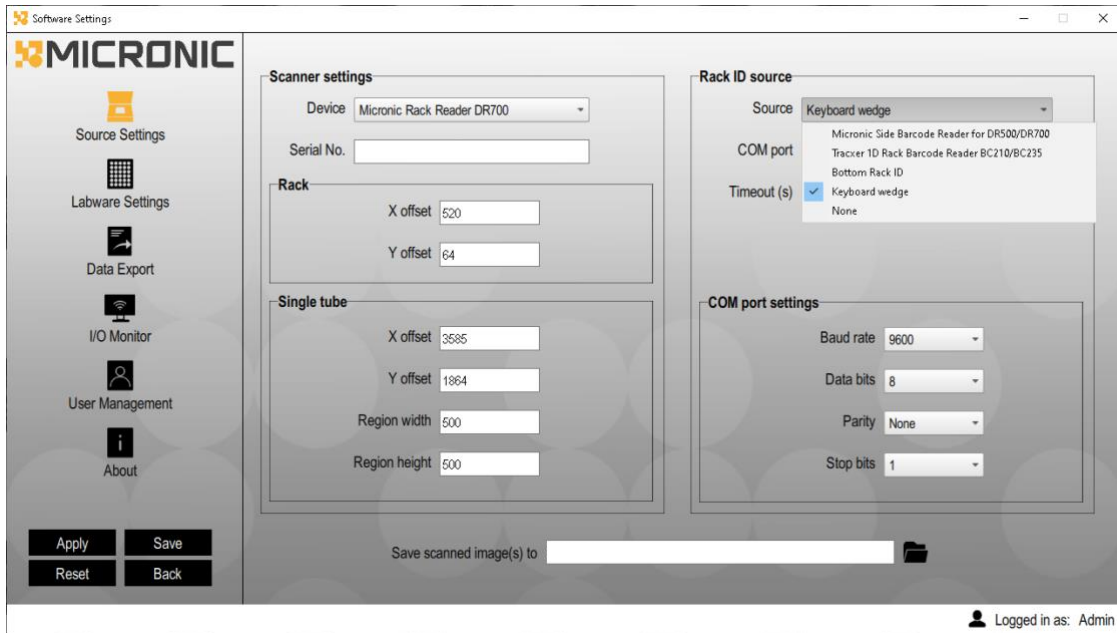 Software Settings
MICRONIC
Source Settings
Labware Settings
Data Export
I/O Monitor
User Management
About
Apply
Save
Reset
Back
Scanner settings
Device Micronic Rack Reader DR700
Serial No.
Rack
X offset 520
Y offset 64
Single tube
X offset 3585
Y offset 1864
Region width 500
Region height 500
Rack ID source
Source Keyboard wedge
COM port
Timeout (s)
Micronic Side Barcode Reader for DR500/DR700
Tracxer 1D Rack Barcode Reader BC210/BC235
Bottom Rack ID
Keyboard wedge
None
COM port settings
Baud rate 9600
Data bits 8
Parity None
Stop bits 1
Save scanned image(s) to
Logged in as: Admin